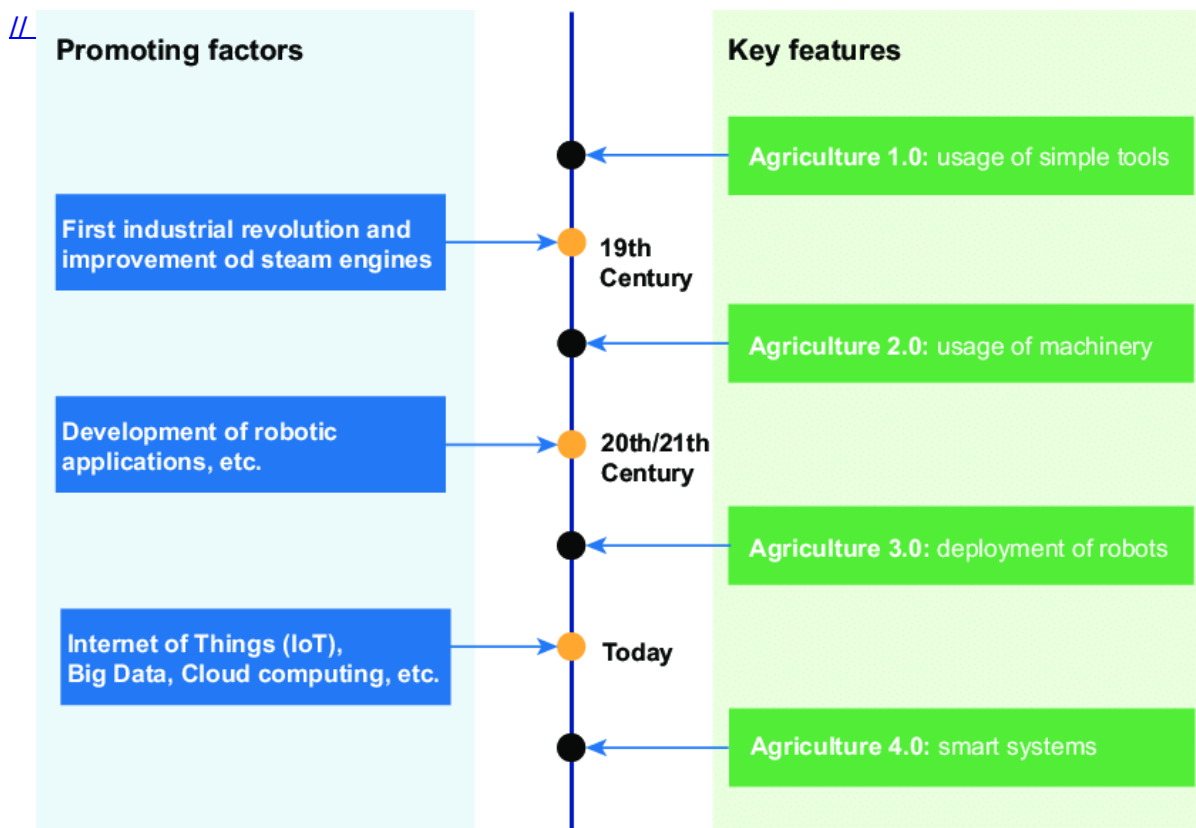 //
Promoting factors
Key features
Agriculture 1.0: usage of simple tools
First industrial revolution and
improvement od steam engines
19th
Century
Agriculture 2.0: usage of machinery
Development of robotic
applications, etc.
20th/21th
Century
Agriculture 3.0: deployment of robots
Internet of Things (IoT),
Big Data, Cloud computing, etc.
Today
Agriculture 4.0: smart systems